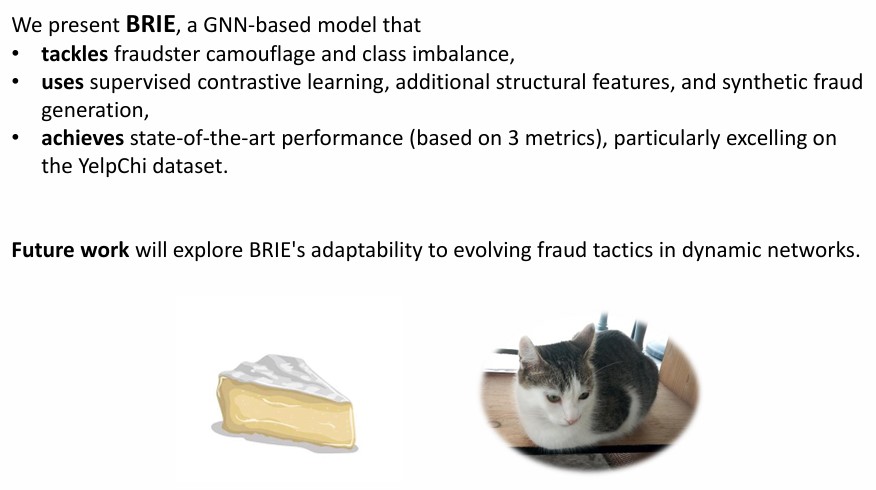 We present BRIE, a GNN-based model that
• tackles fraudster camouflage and class imbalance,
• uses supervised contrastive learning, additional structural features, and synthetic fraud
generation,
• achieves state-of-the-art performance (based on 3 metrics), particularly excelling on
the YelpChi dataset.
Future work will explore BRIE's adaptability to evolving fraud tactics in dynamic networks.